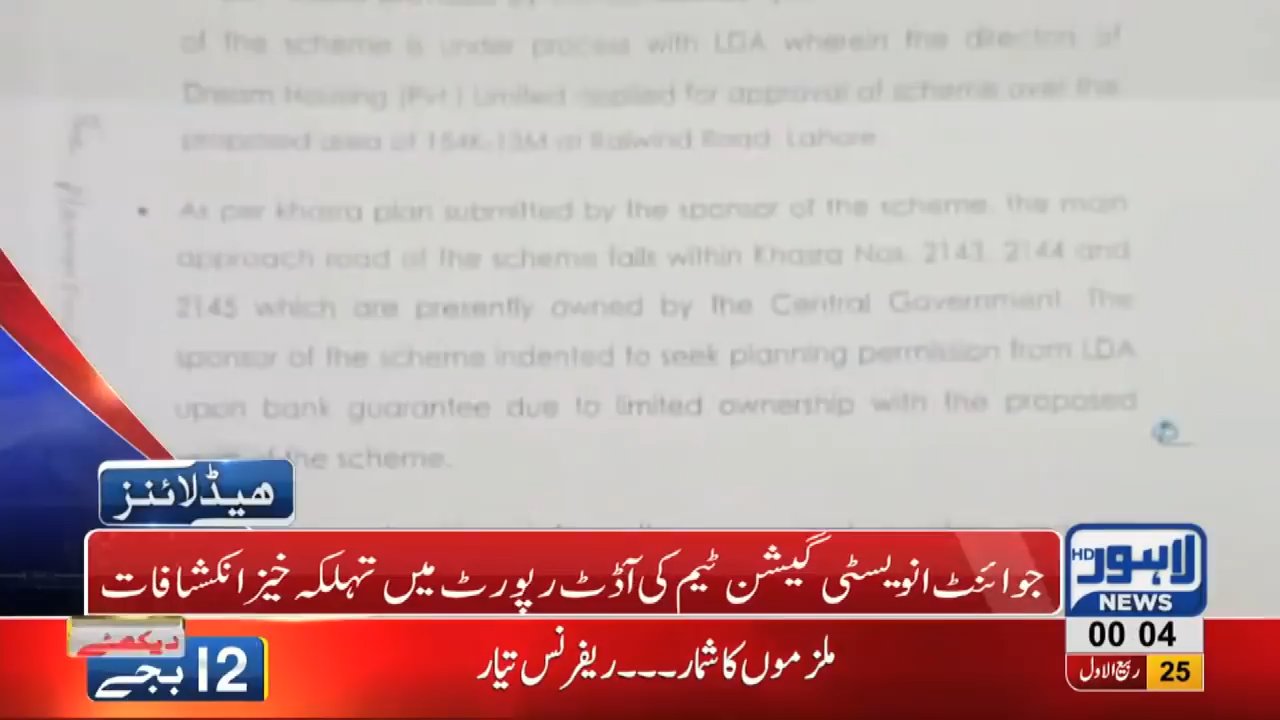 of the scheme is under process with LDA wherein the director of
Dream Housing (Pvt.) Limited applied for approval of scheme over the
proposed area of 154K-13M at Raiwind Road, Lahore.
• As per khasra plan submitted by the sponsor of the scheme, the main
approach road of the scheme falls within Khasra Nos. 2143, 2144 and
2145 which are presently owned by the Central Government. The
sponsor of the scheme indented to seek planning permission from LDA
upon bank guarantee due to limited ownership with the proposed
of the scheme.
ہیڈلائنز
جوائنٹ انویسٹی گیشن ٹیم کی آڈٹ رپورٹ میں تہلکہ خیز انکشافات
لاہور HD
NEWS
00 04
25 ربیع الاول
دیکھئے
12 بجے
ملزموں کا شمار۔۔۔ریفرنس تیار